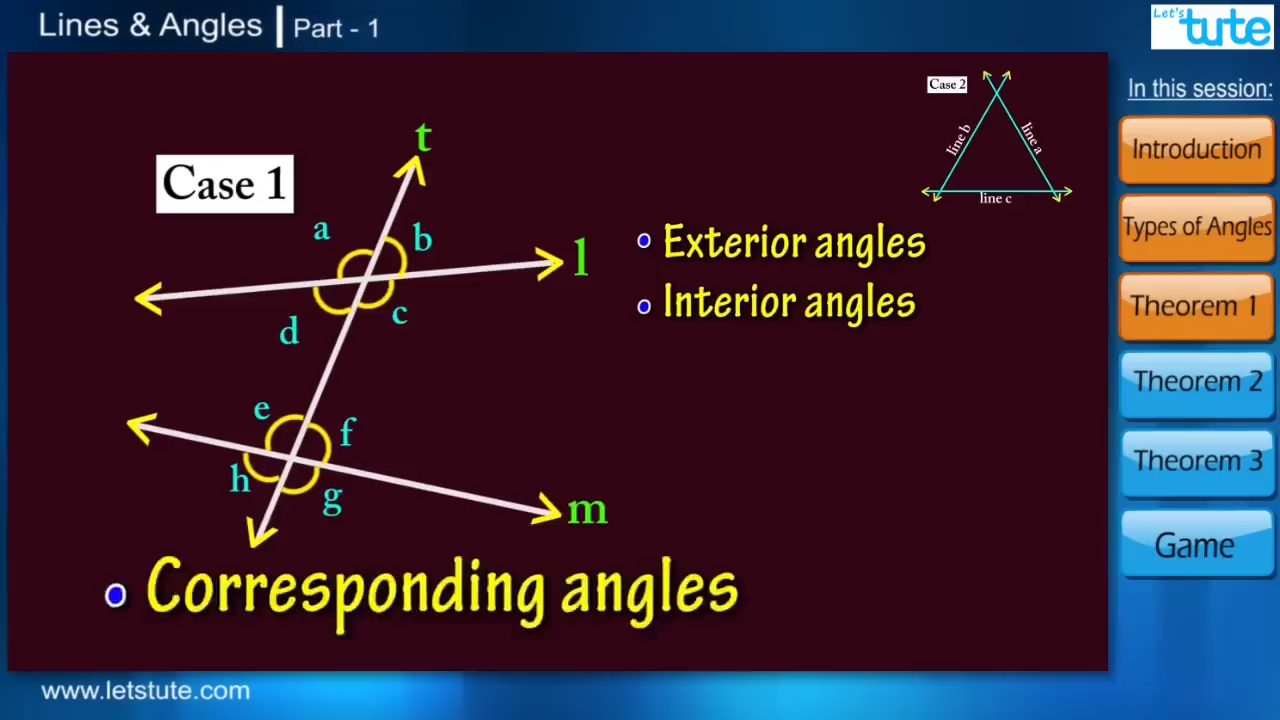 Lines & Angles | Part - 1
Let's
tute
In this session:
Introduction
Types of Angles
Theorem 1
Theorem 2
Theorem 3
Game
Case 1
t
a
b
l
d
c
e
f
h
g
m
Case 2
line b
line a
line c
• Exterior angles
• Interior angles
• Corresponding angles
www.letstute.com